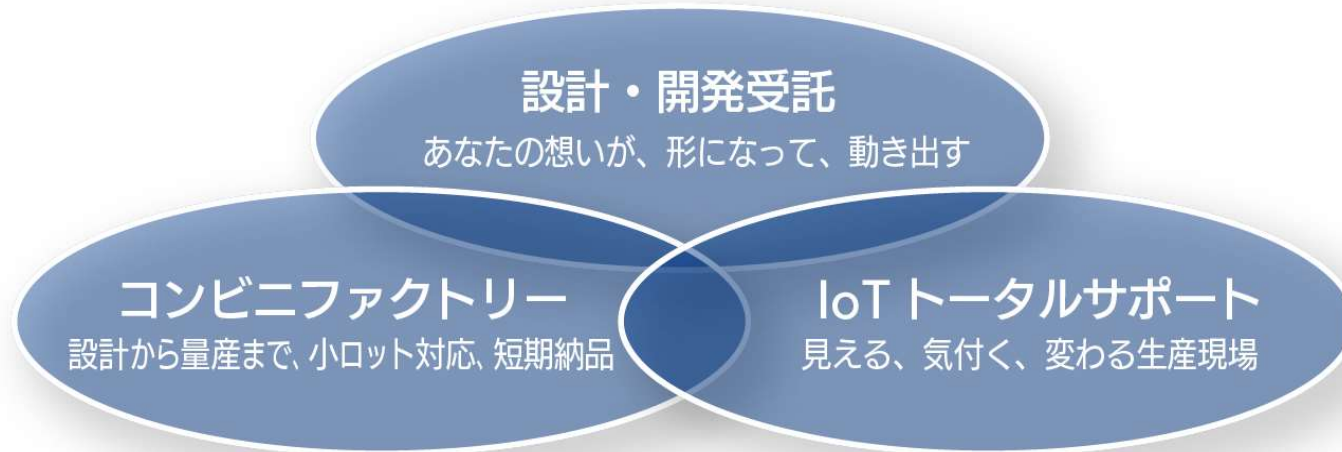 設計・開発受託
あなたの想いが、形になって、動き出す
コンビニファクトリー
設計から量産まで、小ロット対応、短期納品
IoTトータルサポート
見える、気付く、変わる生産現場